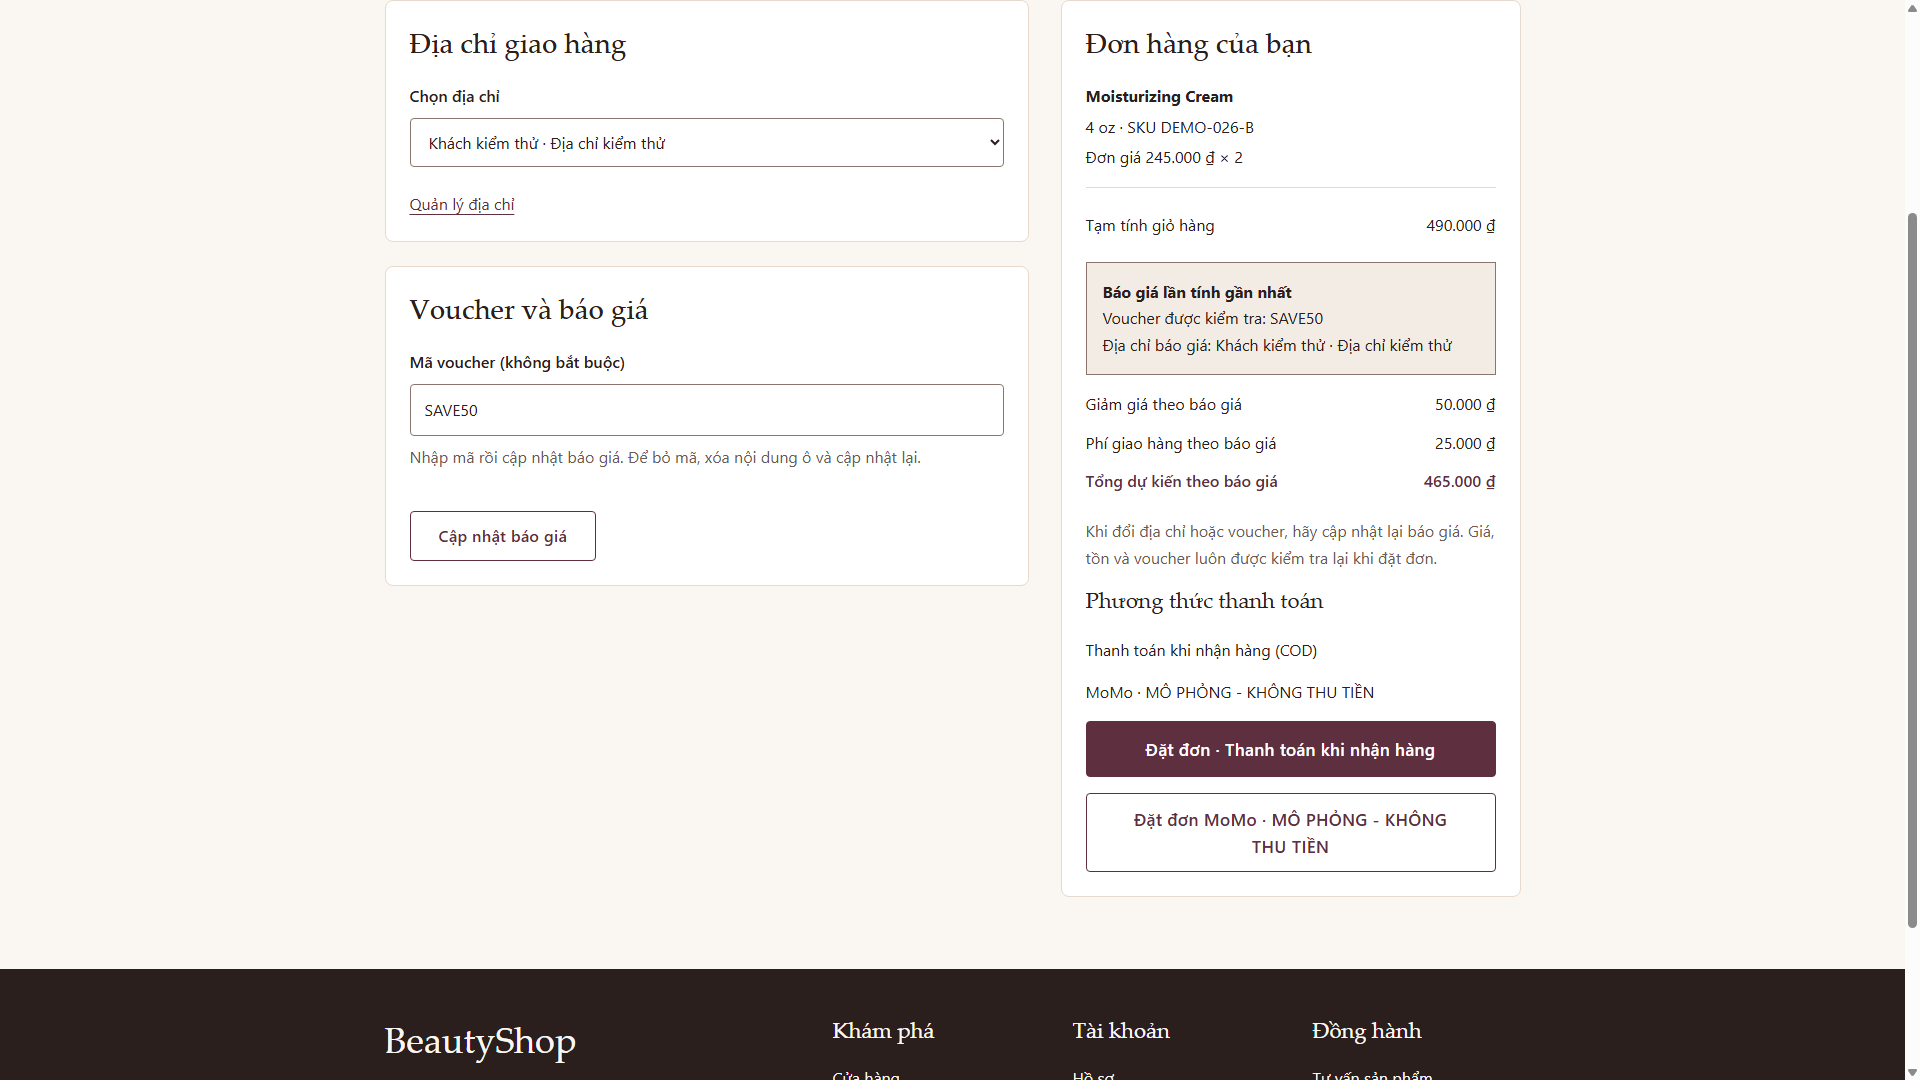 Địa chỉ giao hàng
Chọn địa chỉ
Khách kiểm thử · Địa chỉ kiểm thử
Quản lý địa chỉ
Voucher và báo giá
Mã voucher (không bắt buộc)
SAVE50
Nhập mã rồi cập nhật báo giá. Để bỏ mã, xóa nội dung ô và cập nhật lại.
Cập nhật báo giá
Đơn hàng của bạn
Moisturizing Cream
4 oz · SKU DEMO-026-B
Đơn giá 245.000 ₫ × 2
Tạm tính giỏ hàng 490.000 ₫
Báo giá lần tính gần nhất
Voucher được kiểm tra: SAVE50
Địa chỉ báo giá: Khách kiểm thử · Địa chỉ kiểm thử
Giảm giá theo báo giá 50.000 ₫
Phí giao hàng theo báo giá 25.000 ₫
Tổng dự kiến theo báo giá 465.000 ₫
Khi đổi địa chỉ hoặc voucher, hãy cập nhật lại báo giá. Giá,
tồn và voucher luôn được kiểm tra lại khi đặt đơn.
Phương thức thanh toán
Thanh toán khi nhận hàng (COD)
MoMo · MÔ PHỎNG - KHÔNG THU TIỀN
Đặt đơn · Thanh toán khi nhận hàng
Đặt đơn MoMo · MÔ PHỎNG - KHÔNG
THU TIỀN
BeautyShop
Khám phá
Cửa hàng
Tài khoản
Hồ sơ
Đồng hành
Tư vấn sản phẩm